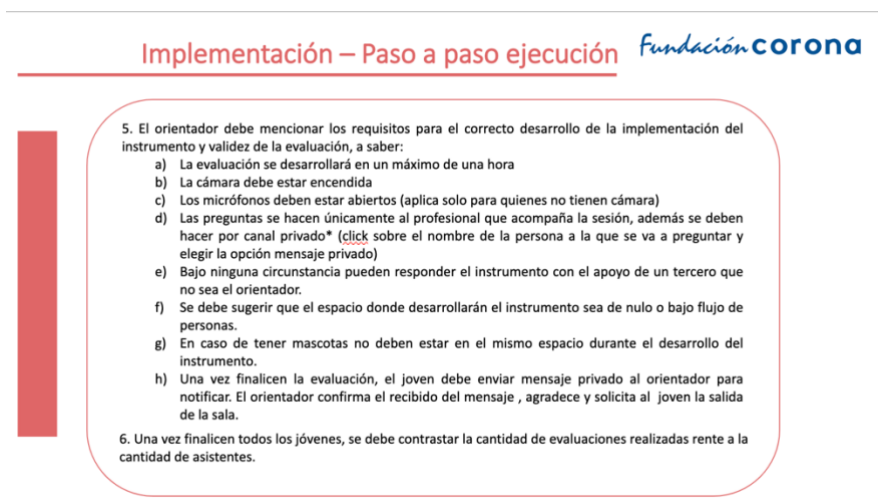 Implementación – Paso a paso ejecución
Fundación corona
5. El orientador debe mencionar los requisitos para el correcto desarrollo de la implementación del
instrumento y validez de la evaluación, a saber:
a) La evaluación se desarrollará en un máximo de una hora
b) La cámara debe estar encendida
c) Los micrófonos deben estar abiertos (aplica solo para quienes no tienen cámara)
d) Las preguntas se hacen únicamente al profesional que acompaña la sesión, además se deben
hacer por canal privado* (click sobre el nombre de la persona a la que se va a preguntar y
elegir la opción mensaje privado)
e) Bajo ninguna circunstancia pueden responder el instrumento con el apoyo de un tercero que
no sea el orientador.
f) Se debe sugerir que el espacio donde desarrollarán el instrumento sea de nulo o bajo flujo de
personas.
g) En caso de tener mascotas no deben estar en el mismo espacio durante el desarrollo del
instrumento.
h) Una vez finalicen la evaluación, el joven debe enviar mensaje privado al orientador para
notificar. El orientador confirma el recibido del mensaje , agradece y solicita al joven la salida
de la sala.
6. Una vez finalicen todos los jóvenes, se debe contrastar la cantidad de evaluaciones realizadas rente a la
cantidad de asistentes.